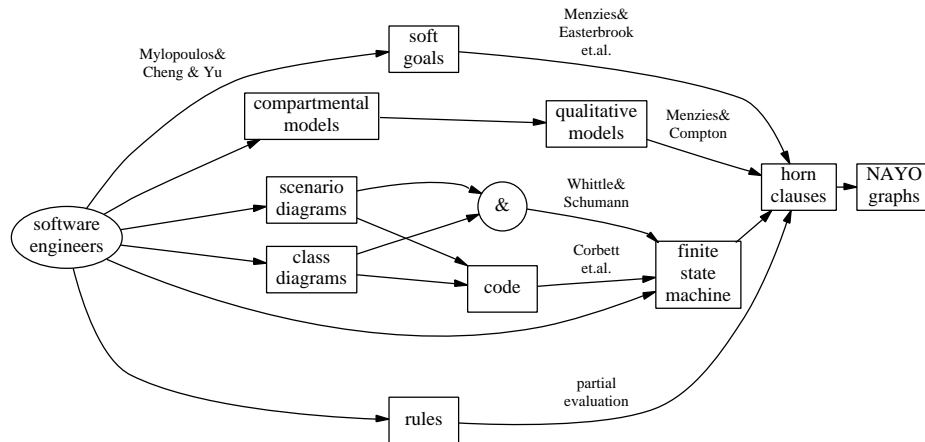 Mylopoulos&
Cheng & Yu
soft
goals
Menzies&
Easterbrook
et.al.
compartmental
models
qualitative
models
Menzies&
Compton
horn
clauses
NAYO
graphs
scenario
diagrams
&
Whittle&
Schumann
software
engineers
class
diagrams
code
Corbett
et.al.
finite
state
machine
rules
partial
evaluation